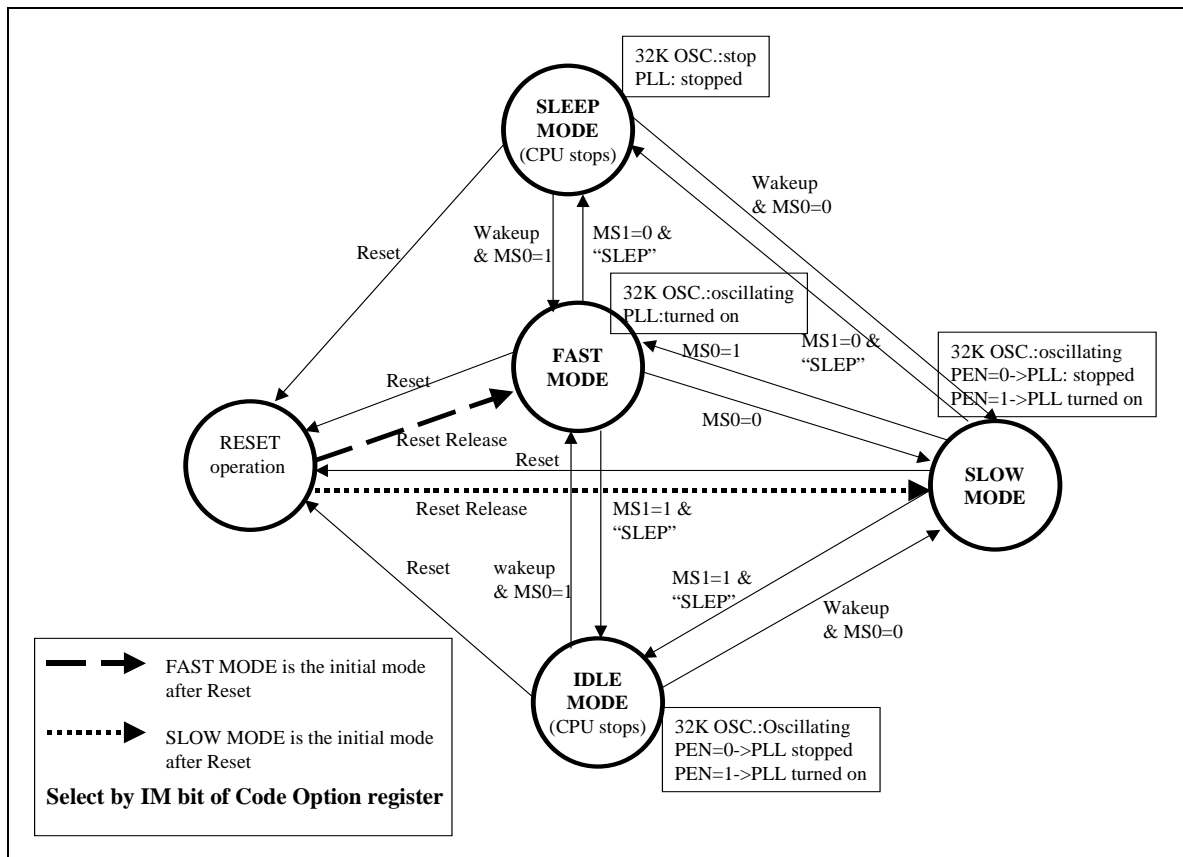 32K OSC.:stop
PLL: stopped
SLEEP
MODE
(CPU stops)
Wakeup
& MS0=0
Reset
Wakeup
& MS0=1
MS1=0 &
“SLEP”
32K OSC.:oscillating
PLL:turned on
MS1=0 &
“SLEP”
FAST
MODE
MS0=1
32K OSC.:oscillating
PEN=0->PLL: stopped
PEN=1->PLL turned on
Reset
MS0=0
RESET
operation
Reset Release
Reset
SLOW
MODE
Reset Release
MS1=1 &
“SLEP”
Reset
wakeup
& MS0=1
MS1=1 &
“SLEP”
Wakeup
& MS0=0
IDLE
MODE
(CPU stops)
32K OSC.:Oscillating
PEN=0->PLL stopped
PEN=1->PLL turned on
FAST MODE is the initial mode
after Reset
SLOW MODE is the initial mode
after Reset
Select by IM bit of Code Option register